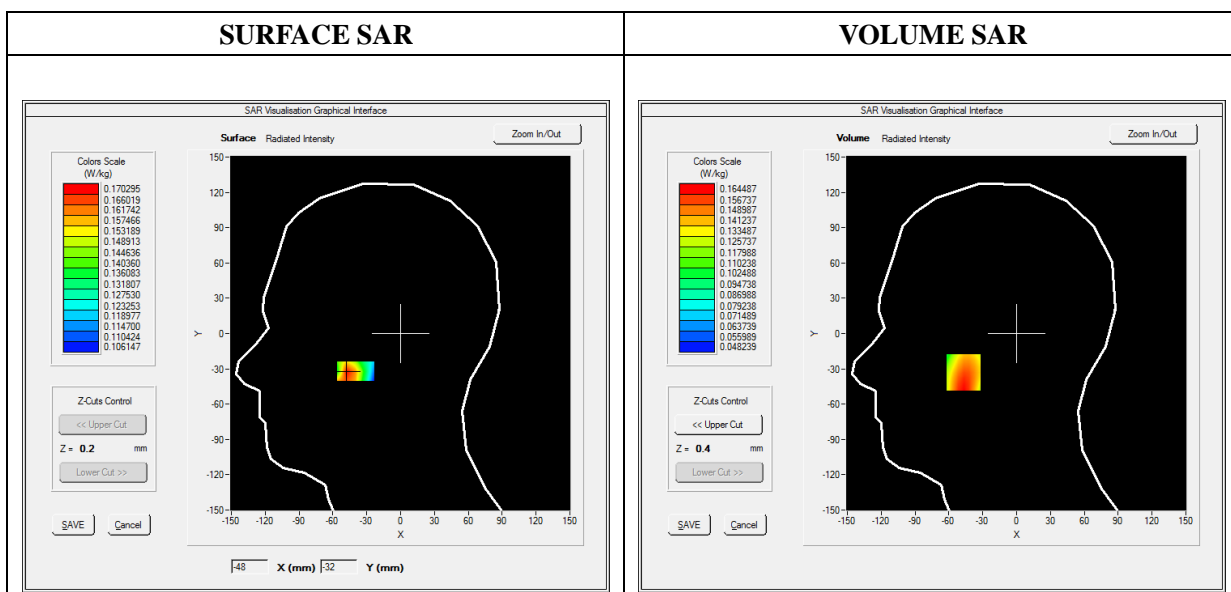 SURFACE SAR
VOLUME SAR
SAR Visualisation Graphical Interface
Surface Radiated Intensity
Zoom In/Out
Colors Scale
(W/kg)
0.170295
0.166019
0.161742
0.157466
0.153189
0.148913
0.144636
0.140360
0.136083
0.131807
0.127530
0.123253
0.118977
0.114700
0.110424
0.106147
Z-Cuts Control
<< Upper Cut
Z = 0.2 mm
Lower Cut >>
SAVE Cancel
150
120
90
60
30
0
-30
-60
-90
-120
-150
Y
-150 -120 -90 -60 -30 0 30 60 90 120 150
X
-48 X (mm) -32 Y (mm)
SAR Visualisation Graphical Interface
Volume Radiated Intensity
Zoom In/Out
Colors Scale
(W/kg)
0.164487
0.156737
0.148987
0.141237
0.133487
0.125737
0.117988
0.110238
0.102488
0.094738
0.086988
0.079238
0.071489
0.063739
0.055989
0.048239
Z-Cuts Control
<< Upper Cut
Z = 0.4 mm
Lower Cut >>
SAVE Cancel
150
120
90
60
30
0
-30
-60
-90
-120
-150
Y
-150 -120 -90 -60 -30 0 30 60 90 120 150
X